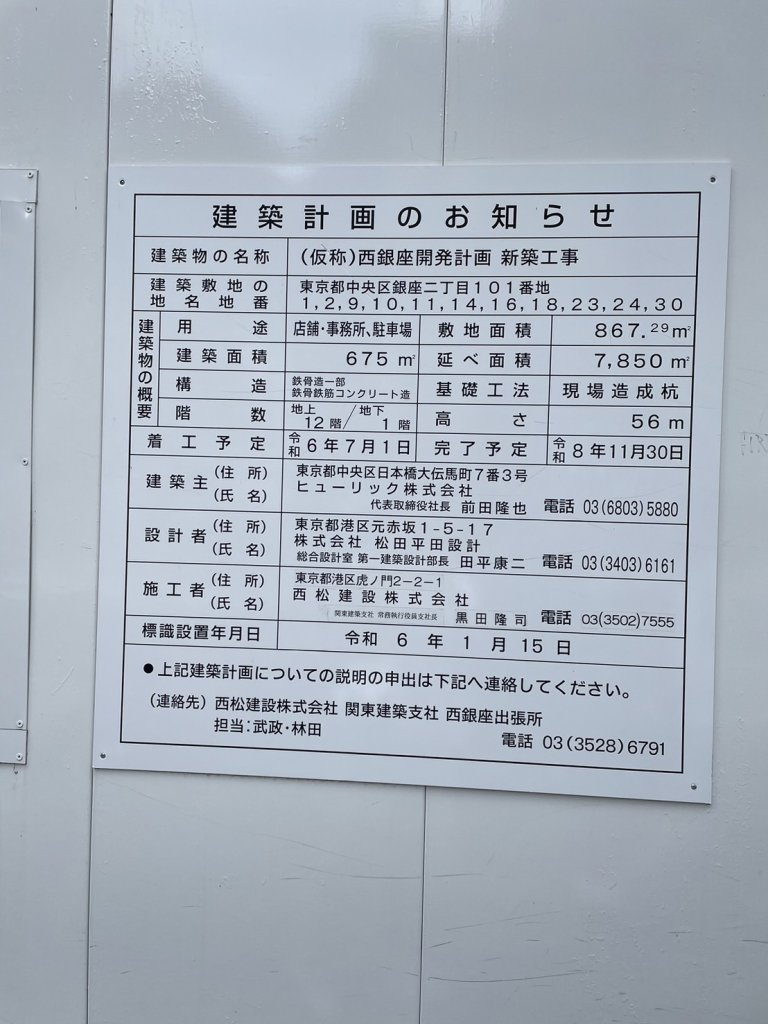 建築計画のお知らせ
建築物の名称 (仮称)西銀座開発計画 新築工事
建築敷地の地名地番 東京都中央区銀座二丁目101番地
1,2,9,10,11,14,16,18,23,24,30
建築物の概要
用途 店舗・事務所、駐車場 敷地面積 867.29㎡
建築面積 675㎡ 延べ面積 7,850㎡
構造 鉄骨造一部 鉄骨鉄筋コンクリート造 基礎工法 現場造成杭
階数 地上12階/地下1階 高さ 56m
着工予定 令和6年7月1日 完了予定 令和8年11月30日
建築主 (住所) 東京都中央区日本橋大伝馬町7番3号
(氏名) ヒューリック株式会社
代表取締役社長 前田隆也 電話 03(6803)5880
設計者 (住所) 東京都港区元赤坂1-5-17
(氏名) 株式会社 松田平田設計
総合設計室 第一建築設計部長 田平康二 電話 03(3403)6161
施工者 (住所) 東京都港区虎ノ門2-2-1
(氏名) 西松建設株式会社
関東建築支社 常務執行役員支社長 黒田隆司 電話 03(3502)7555
標識設置年月日 令和6年1月15日
●上記建築計画についての説明の申出は下記へ連絡してください。
(連絡先) 西松建設株式会社 関東建築支社 西銀座出張所
担当:武政・林田
電話 03(3528)6791